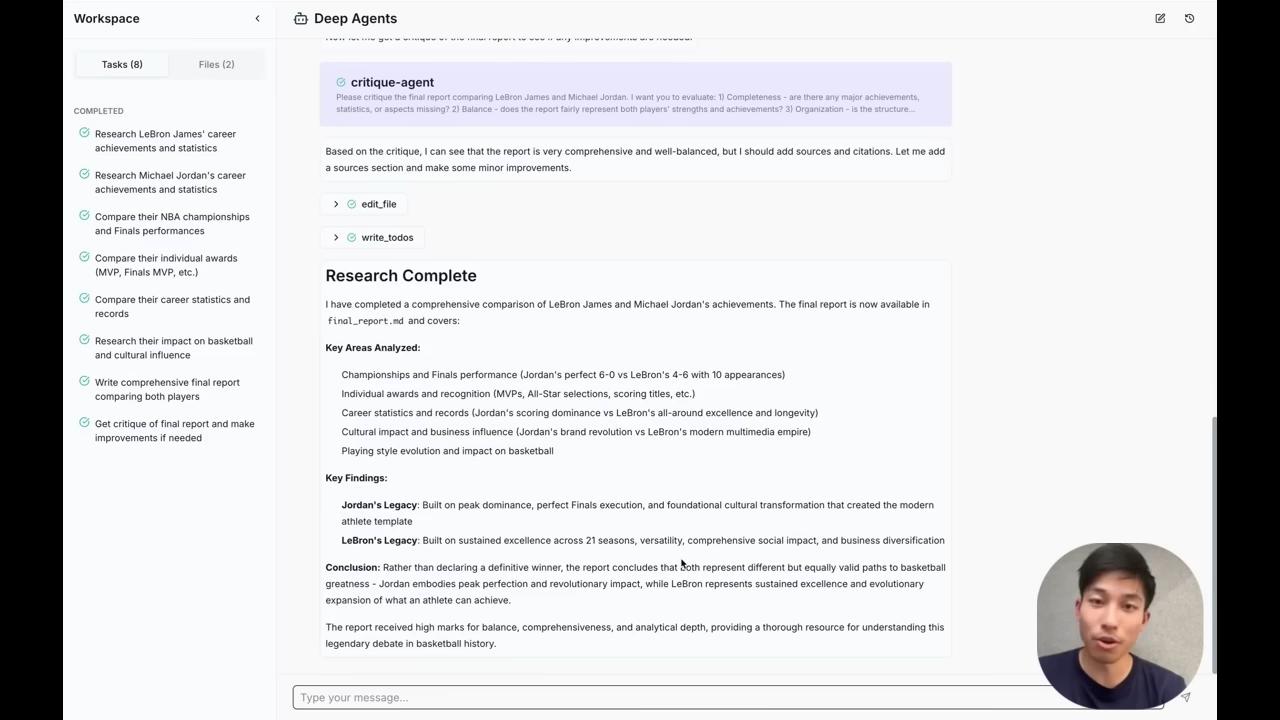 Workspace
Deep Agents
Tasks (8)
Files (2)
COMPLETED
Research LeBron James' career
achievements and statistics
Research Michael Jordan's career
achievements and statistics
Compare their NBA championships
and Finals performances
Compare their individual awards
(MVP, Finals MVP, etc.)
Compare their career statistics and
records
Research their impact on basketball
and cultural influence
Write comprehensive final report
comparing both players
Get critique of final report and make
improvements if needed
Now let me get a critique of the final report to see if any improvements are needed.
critique-agent
Please critique the final report comparing LeBron James and Michael Jordan. I want you to evaluate: 1) Completeness - are there any major achievements,
statistics, or aspects missing? 2) Balance - does the report fairly represent both players' strengths and achievements? 3) Organization - is the structure...
Based on the critique, I can see that the report is very comprehensive and well-balanced, but I should add sources and citations. Let me add
a sources section and make some minor improvements.
edit_file
write_todos
Research Complete
I have completed a comprehensive comparison of LeBron James and Michael Jordan's achievements. The final report is now available in
final_report.md and covers:
Key Areas Analyzed:
Championships and Finals performance (Jordan's perfect 6-0 vs LeBron's 4-6 with 10 appearances)
Individual awards and recognition (MVPs, All-Star selections, scoring titles, etc.)
Career statistics and records (Jordan's scoring dominance vs LeBron's all-around excellence and longevity)
Cultural impact and business influence (Jordan's brand revolution vs LeBron's modern multimedia empire)
Playing style evolution and impact on basketball
Key Findings:
Jordan's Legacy: Built on peak dominance, perfect Finals execution, and foundational cultural transformation that created the modern
athlete template
LeBron's Legacy: Built on sustained excellence across 21 seasons, versatility, comprehensive social impact, and business diversification
Conclusion: Rather than declaring a definitive winner, the report concludes that both represent different but equally valid paths to basketball
greatness - Jordan embodies peak perfection and revolutionary impact, while LeBron represents sustained excellence and evolutionary
expansion of what an athlete can achieve.
The report received high marks for balance, comprehensiveness, and analytical depth, providing a thorough resource for understanding this
legendary debate in basketball history.
Type your message...